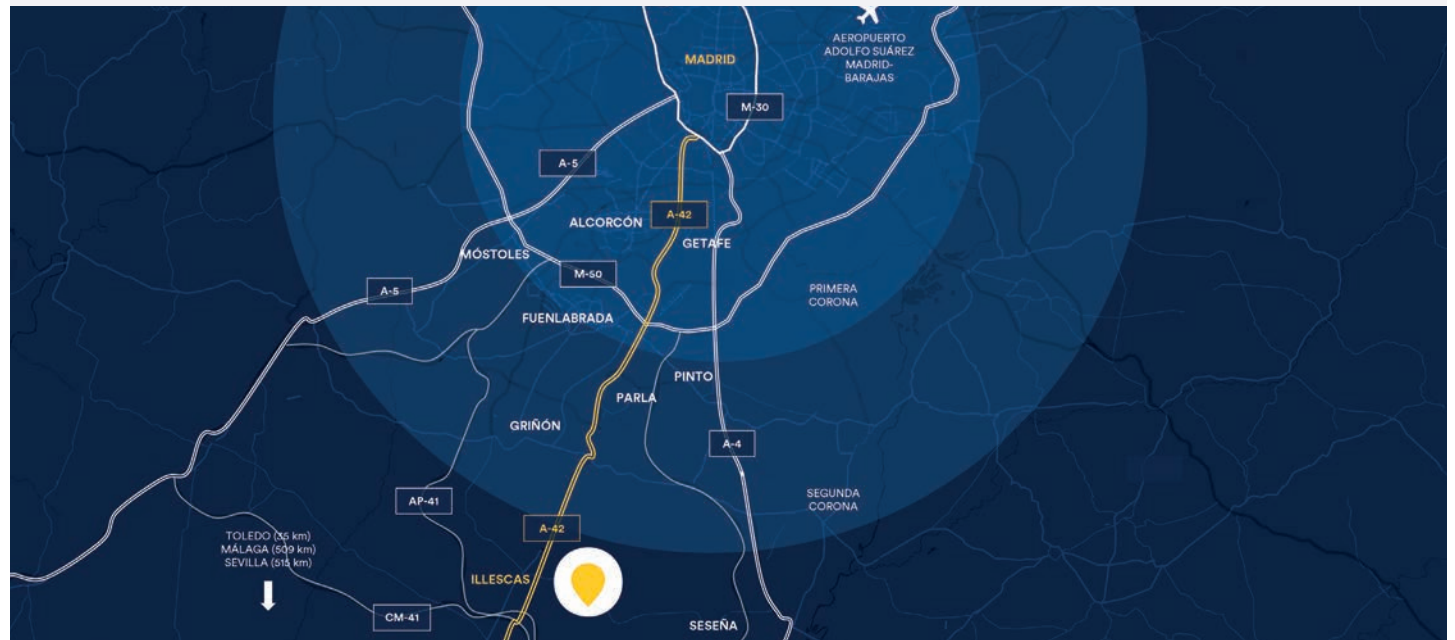 AEROPUERTO
ADOLFO SUÁREZ
MADRID-
BARAJAS
MADRID
M-30
A-5
A-42
ALCORCÓN
GETAFE
MÓSTOLES
M-50
A-5
PRIMERA
CORONA
FUENLABRADA
PINTO
PARLA
GRIÑÓN
A-4
AP-41
SEGUNDA
CORONA
A-42
TOLEDO (35 km)
MÁLAGA (509 km)
SEVILLA (515 km)
ILLESCAS
CM-41
SESEÑA